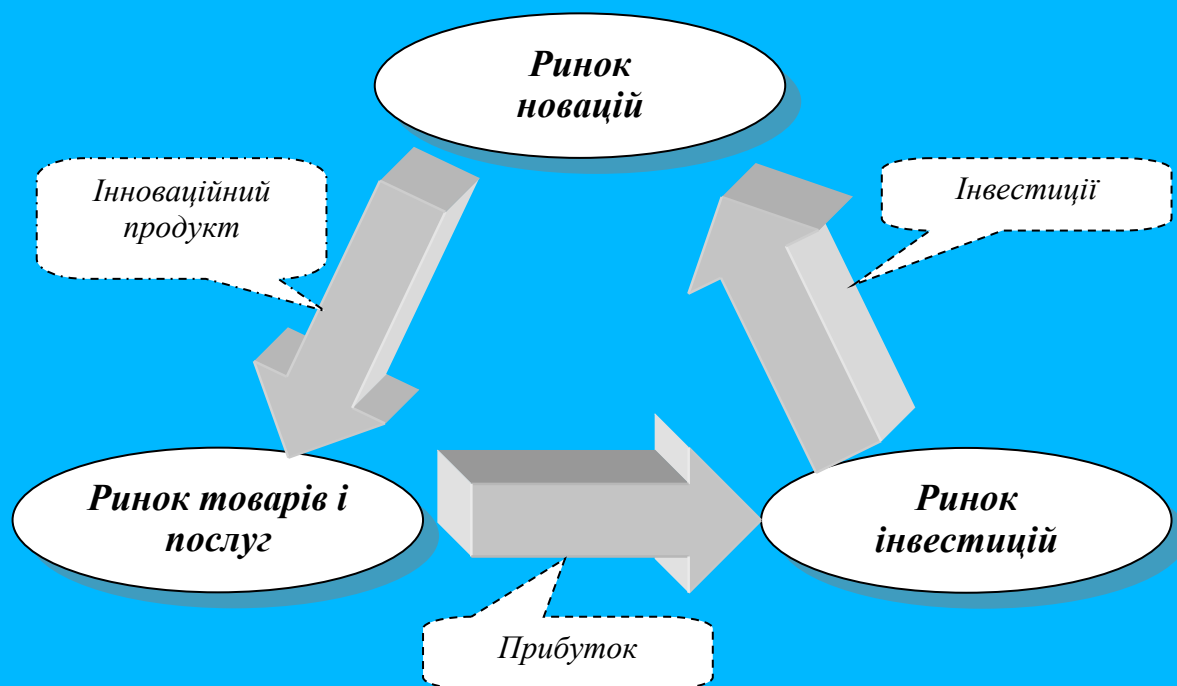 Ринок
новацій
Інноваційний
продукт
Інвестиції
Ринок товарів і
послуг
Ринок
інвестицій
Прибуток